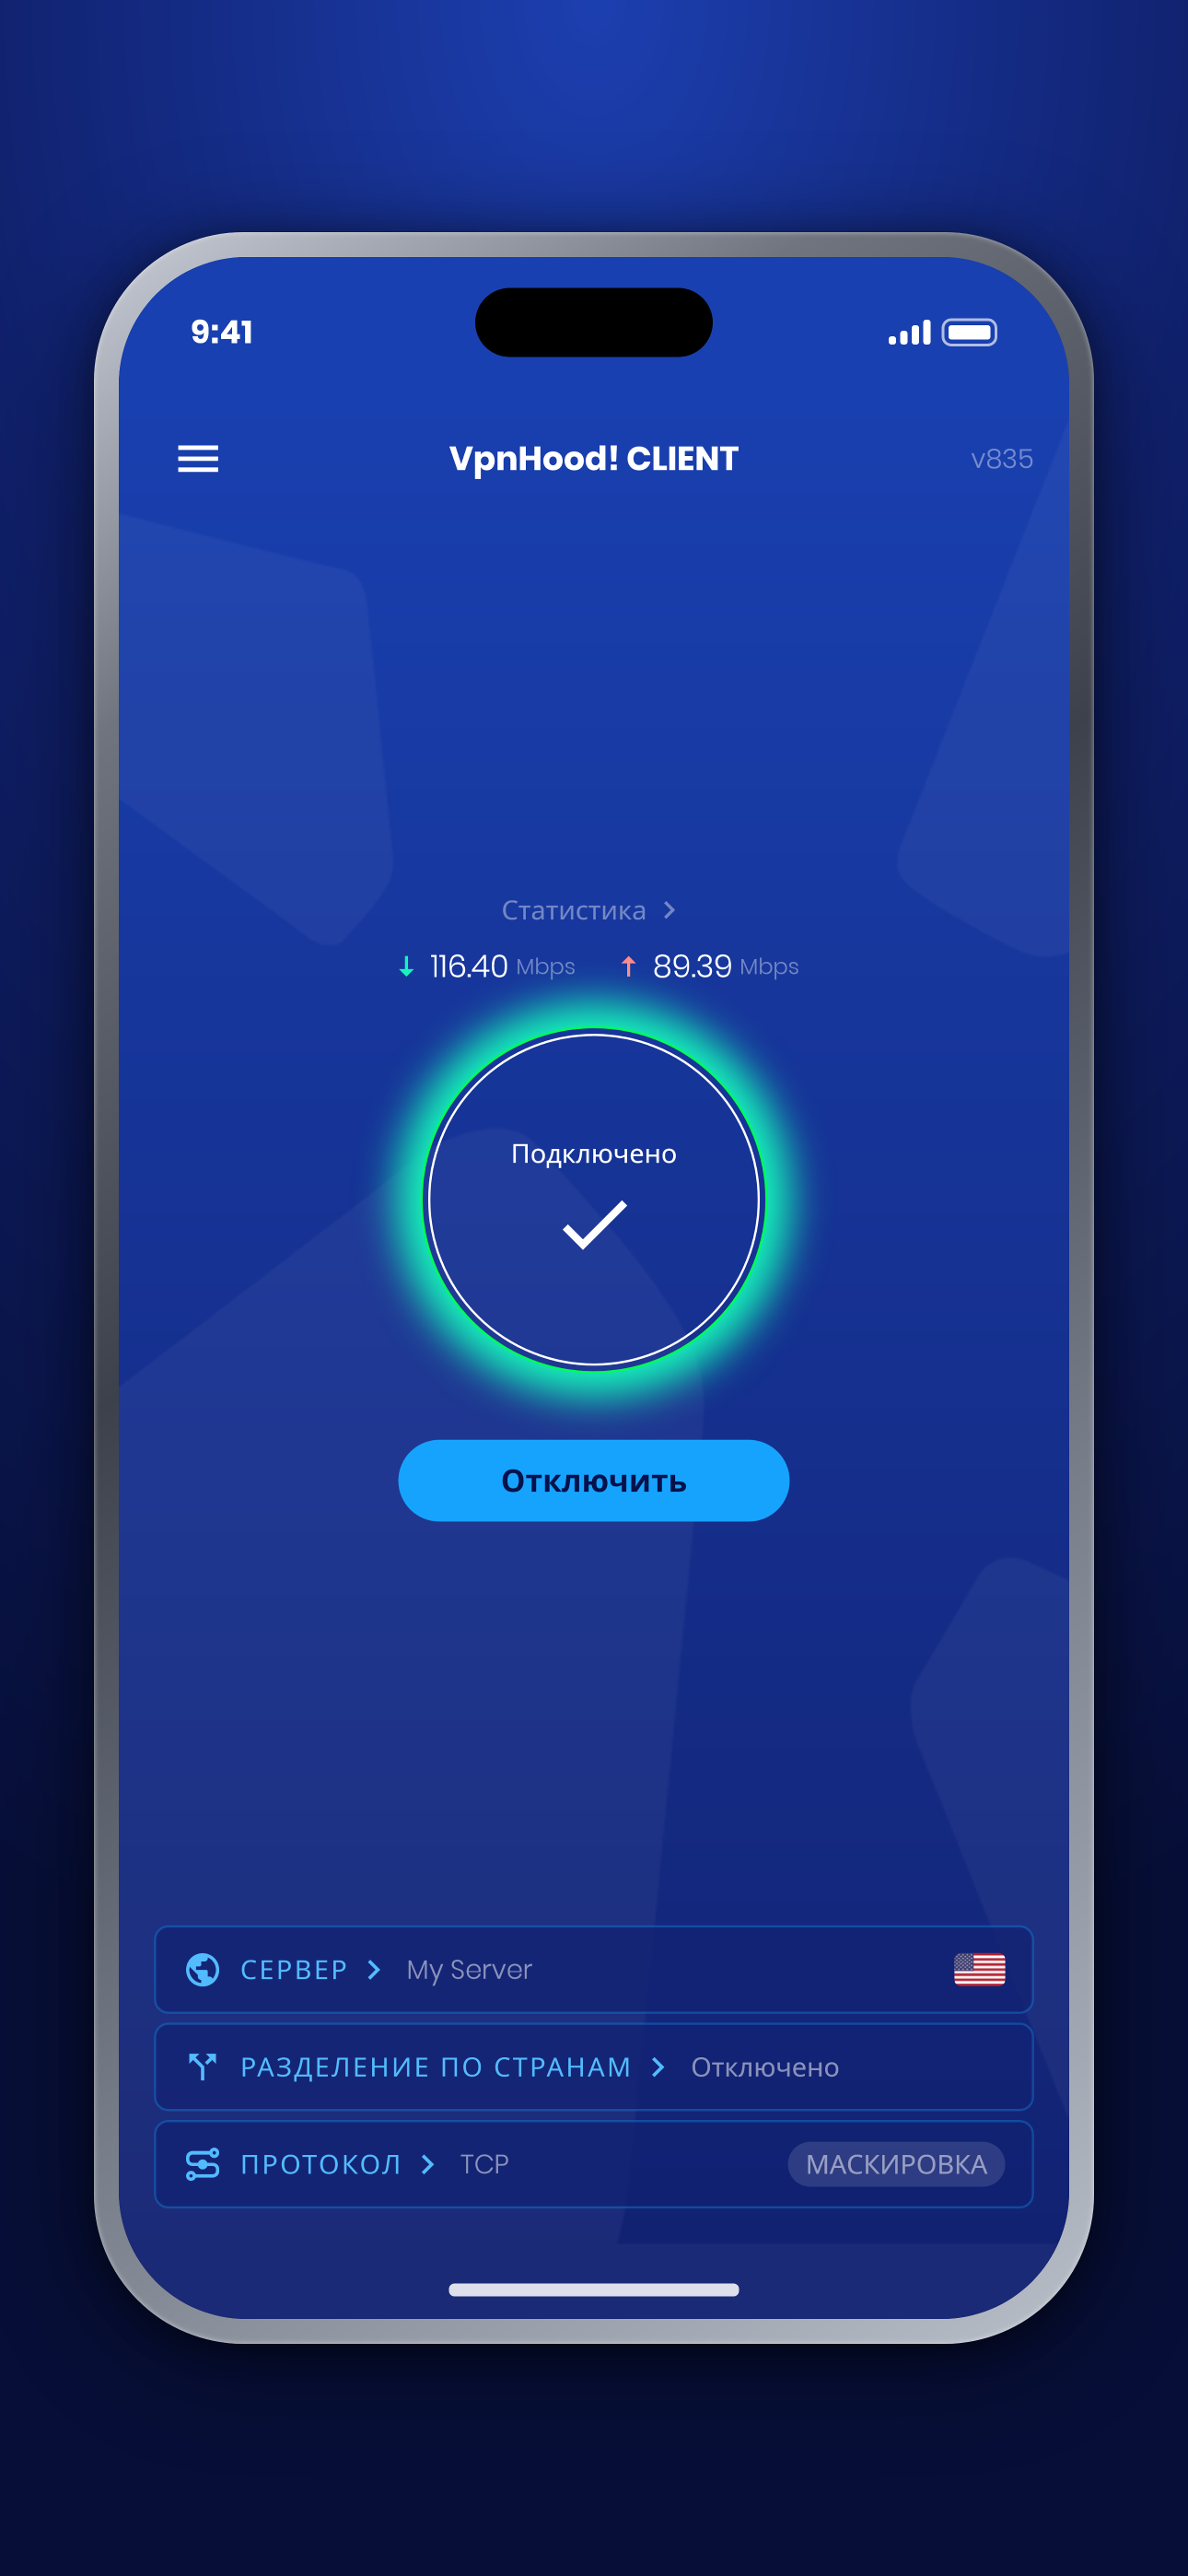 9:41
VpnHood! CLIENT
v835
Статистика
116.40 Mbps 89.39 Mbps
Подключено
Отключить
СЕРВЕР My Server
РАЗДЕЛЕНИЕ ПО СТРАНАМ Отключено
ПРОТОКОЛ TCP МАСКИРОВКА